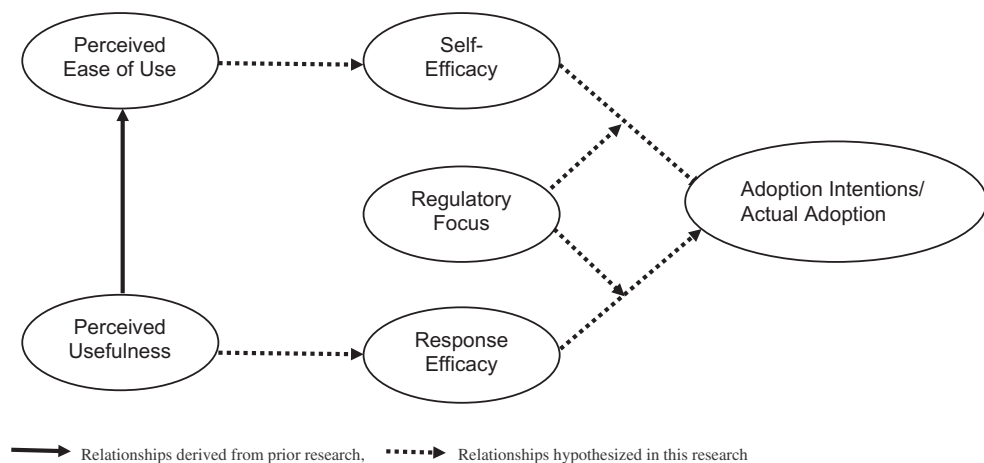 Perceived
Ease of Use
Self-
Efficacy
Regulatory
Focus
Adoption Intentions/
Actual Adoption
Perceived
Usefulness
Response
Efficacy
Relationships derived from prior research, Relationships hypothesized in this research